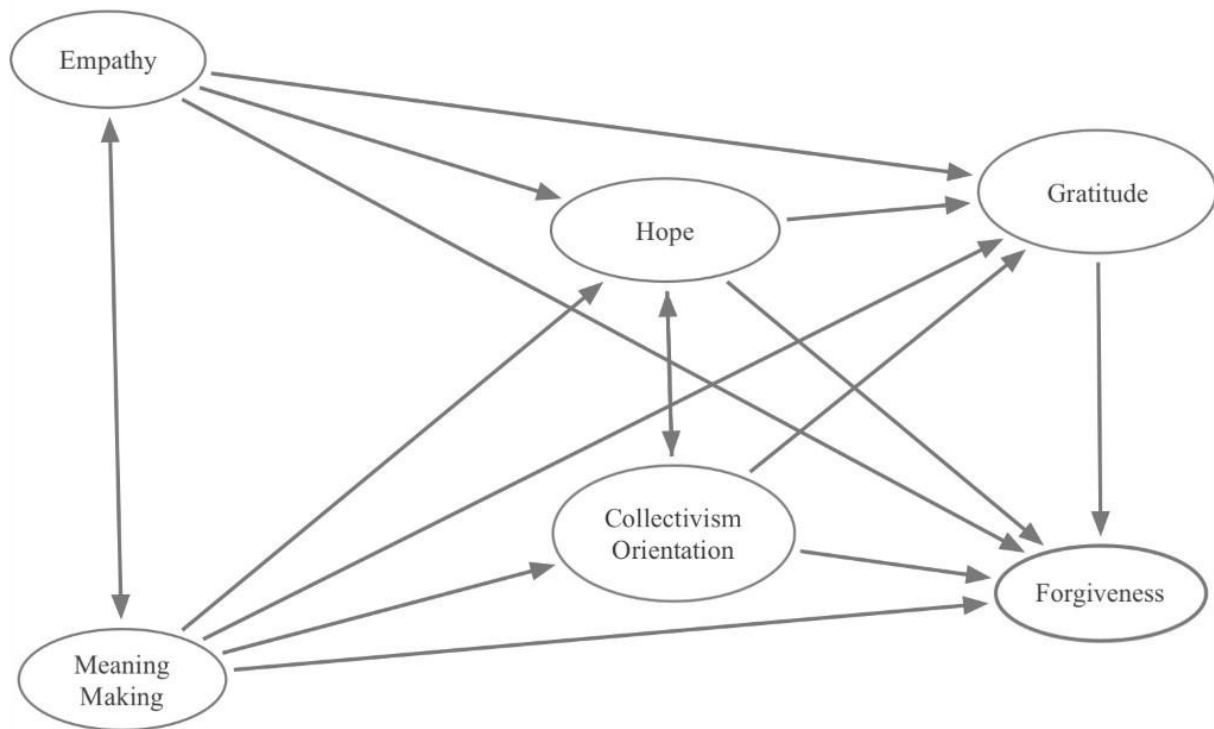 Empathy
Gratitude
Hope
Collectivism
Orientation
Forgiveness
Meaning
Making